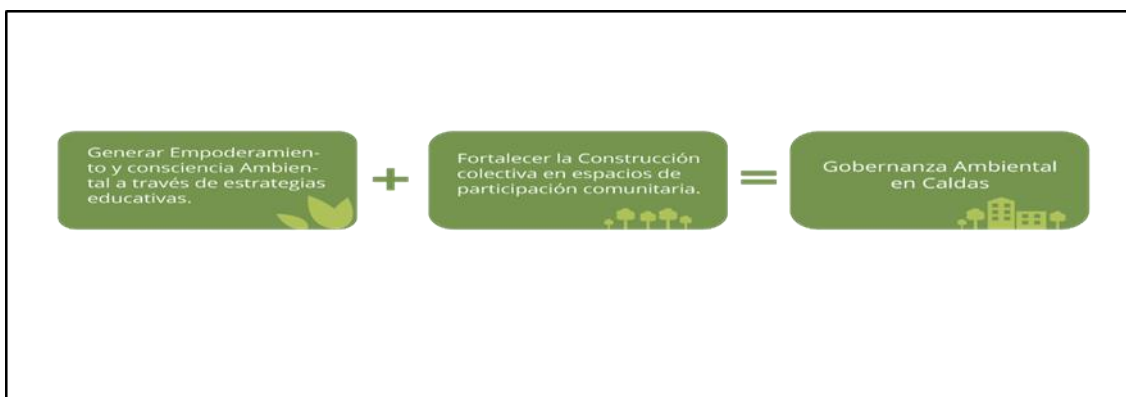 Generar Empoderamien-
to y consciencia Ambien-
tal a través de estrategias
educativas.
+
Fortalecer la Construcción
colectiva en espacios de
participación comunitaria.
=
Gobernanza Ambiental
en Caldas